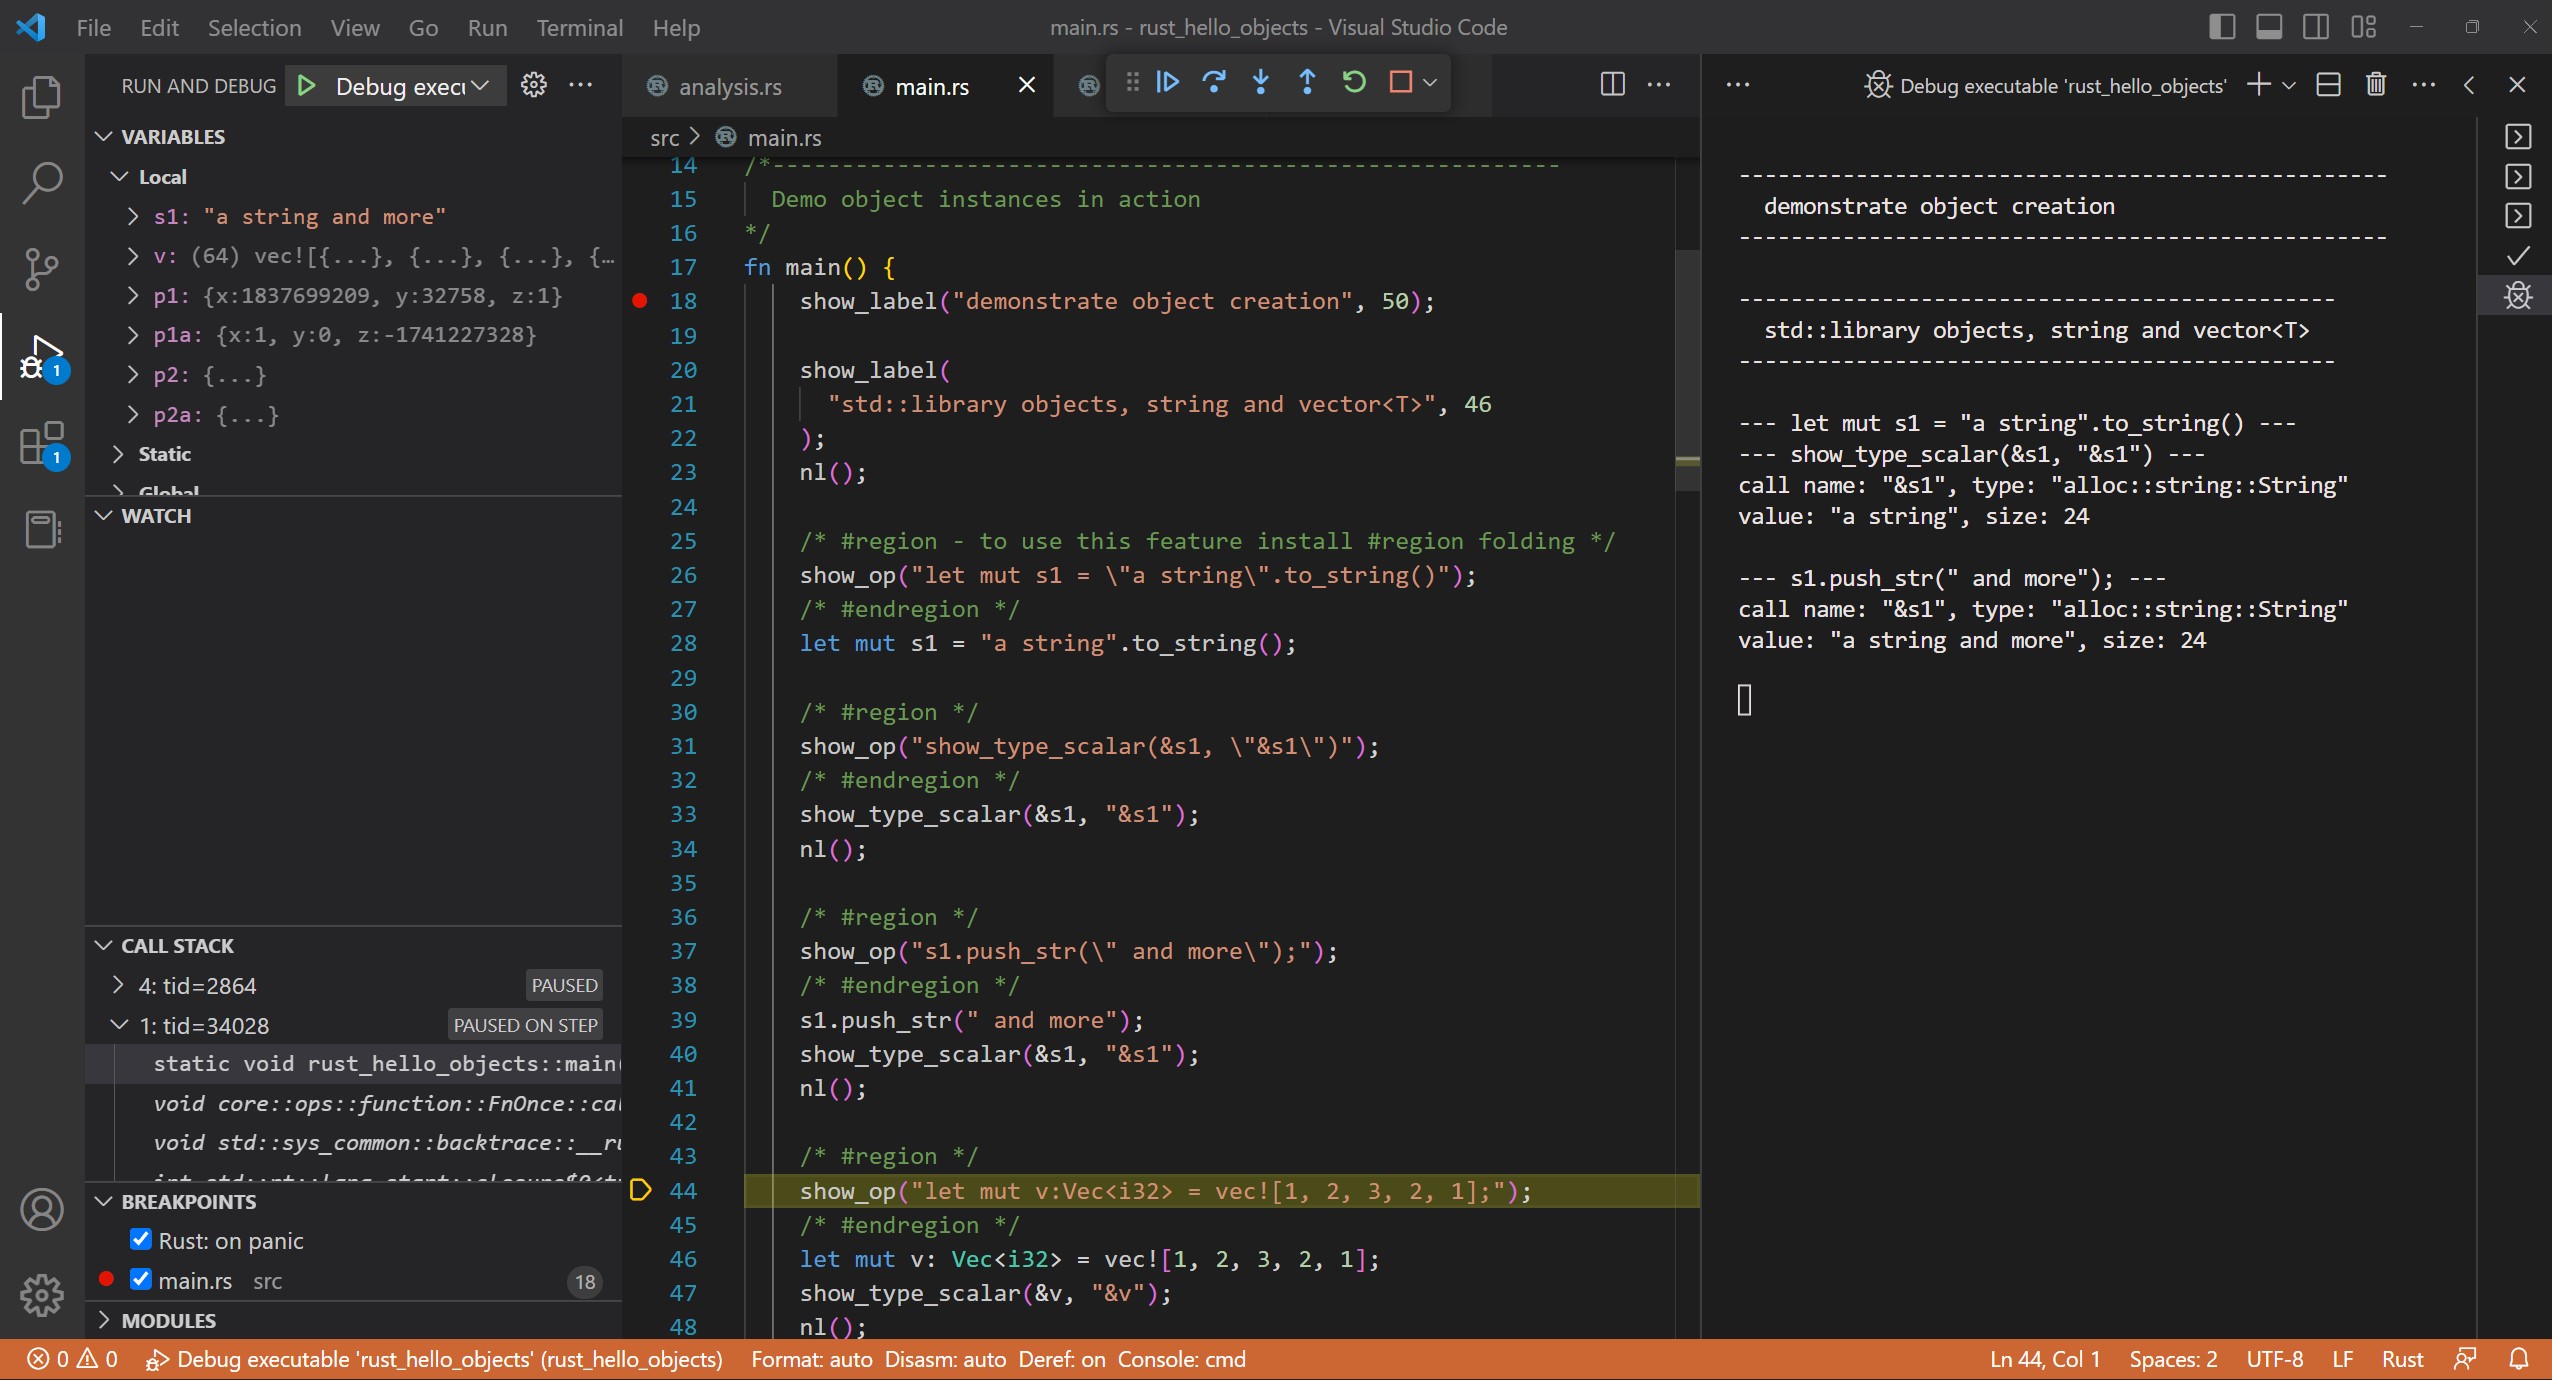 File Edit Selection View Go Run Terminal Help
main.rs - rust_hello_objects - Visual Studio Code
RUN AND DEBUG
Debug execu
VARIABLES
Local
s1: "a string and more"
v: (64) vec![{...}, {...}, {...}, {…
p1: {x:1837699209, y:32758, z:1}
p1a: {x:1, y:0, z:-1741227328}
p2: {...}
p2a: {...}
Static
Global
WATCH
CALL STACK
4: tid=2864 PAUSED
1: tid=34028 PAUSED ON STEP
static void rust_hello_objects::main(
void core::ops::function::FnOnce::cal
void std::sys_common::backtrace::__ru
BREAKPOINTS
Rust: on panic
main.rs src 18
MODULES
1
1
analysis.rs
main.rs
src > main.rs
14 /*---------------------------------------------------------
15 Demo object instances in action
16 */
17 fn main() {
18 show_label("demonstrate object creation", 50);
19
20 show_label(
21 "std::library objects, string and vector<T>", 46
22 );
23 nl();
24
25 /* #region - to use this feature install #region folding */
26 show_op("let mut s1 = \"a string\".to_string()");
27 /* #endregion */
28 let mut s1 = "a string".to_string();
29
30 /* #region */
31 show_op("show_type_scalar(&s1, \"&s1\")");
32 /* #endregion */
33 show_type_scalar(&s1, "&s1");
34 nl();
35
36 /* #region */
37 show_op("s1.push_str(\" and more\");");
38 /* #endregion */
39 s1.push_str(" and more");
40 show_type_scalar(&s1, "&s1");
41 nl();
42
43 /* #region */
44 show_op("let mut v:Vec<i32> = vec![1, 2, 3, 2, 1];");
45 /* #endregion */
46 let mut v: Vec<i32> = vec![1, 2, 3, 2, 1];
47 show_type_scalar(&v, "&v");
48 nl();
Debug executable 'rust_hello_objects'
--------------------------------------------------
demonstrate object creation
--------------------------------------------------
----------------------------------------------
std::library objects, string and vector<T>
----------------------------------------------
--- let mut s1 = "a string".to_string() ---
--- show_type_scalar(&s1, "&s1") ---
call name: "&s1", type: "alloc::string::String"
value: "a string", size: 24
--- s1.push_str(" and more"); ---
call name: "&s1", type: "alloc::string::String"
value: "a string and more", size: 24
0 0 Debug executable 'rust_hello_objects' (rust_hello_objects) Format: auto Disasm: auto Deref: on Console: cmd
Ln 44, Col 1 Spaces: 2 UTF-8 LF Rust